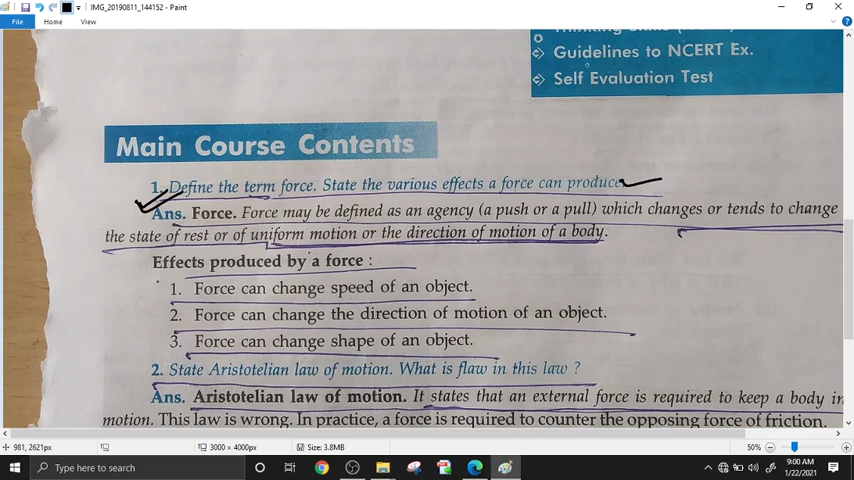 IMG_20190811_144152 - Paint
File Home View
Guidelines to NCERT Ex.
Self Evaluation Test
Main Course Contents
1. Define the term force. State the various effects a force can produce
Ans. Force. Force may be defined as an agency (a push or a pull) which changes or tends to change
the state of rest or of uniform motion or the direction of motion of a body.
Effects produced by a force :
1. Force can change speed of an object.
2. Force can change the direction of motion of an object.
3. Force can change shape of an object.
2. State Aristotelian law of motion. What is flaw in this law ?
Ans. Aristotelian law of motion. It states that an external force is required to keep a body in
motion. This law is wrong. In practice, a force is required to counter the opposing force of friction.
981, 2621px 3000 × 4000px Size: 3.8MB 50%
Type here to search
9:00 AM
1/22/2021